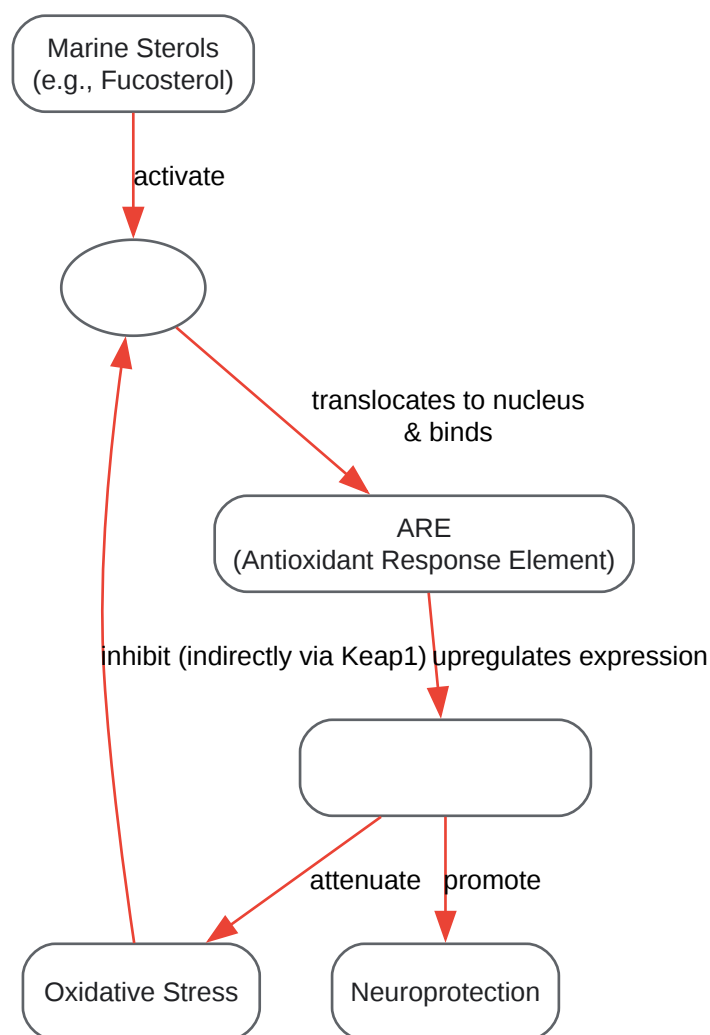 Marine Sterols
(e.g., Fucosterol)
activate
translocates to nucleus
& binds
ARE
(Antioxidant Response Element)
inhibit (indirectly via Keap1)
upregulates expression
attenuate
promote
Oxidative Stress
Neuroprotection